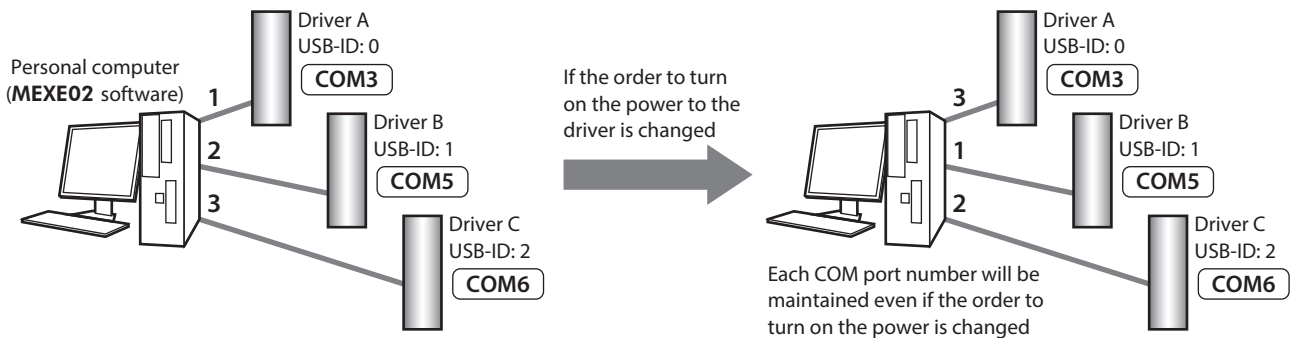 Personal computer
(MEXE02 software)
1
2
3
Driver A
USB-ID: 0
COM3
Driver B
USB-ID: 1
COM5
Driver C
USB-ID: 2
COM6
If the order to turn
on the power to the
driver is changed
3
1
2
Driver A
USB-ID: 0
COM3
Driver B
USB-ID: 1
COM5
Driver C
USB-ID: 2
COM6
Each COM port number will be
maintained even if the order to
turn on the power is changed